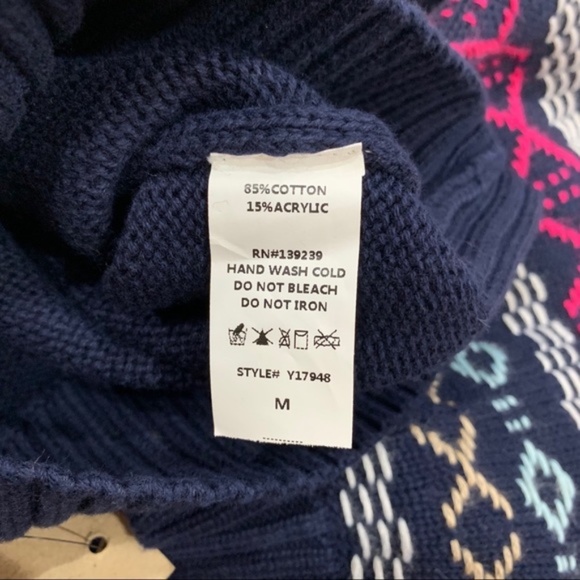 85%COTTON
15%ACRYLIC
RN#139239
HAND WASH COLD
DO NOT BLEACH
DO NOT IRON
STYLE# Y17948
M